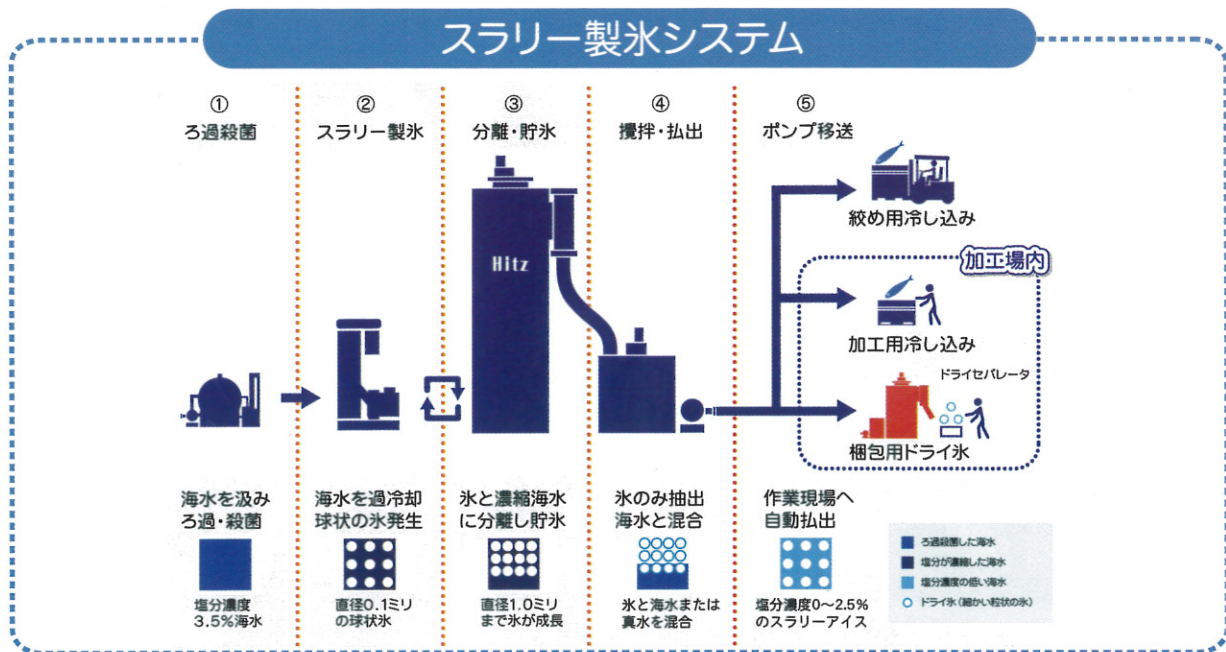 スラリー製氷システム
①
ろ過殺菌
②
スラリー製氷
③
分離・貯氷
④
攪拌・払出
⑤
ポンプ移送
Hitz
絞め用冷し込み
加工場内
加工用冷し込み
ドライセパレータ
梱包用ドライ氷
海水を汲み
ろ過・殺菌
塩分濃度
3.5%海水
海水を過冷却
球状の氷発生
直径0.1ミリ
の球状氷
氷と濃縮海水
に分離し貯氷
直径1.0ミリ
まで氷が成長
氷のみ抽出
海水と混合
氷と海水または
真水を混合
作業現場へ
自動払出
塩分濃度0〜2.5%
のスラリーアイス
ろ過殺菌した海水
塩分が濃縮した海水
塩分濃度の低い海水
ドライ氷（細かい粒状の氷）